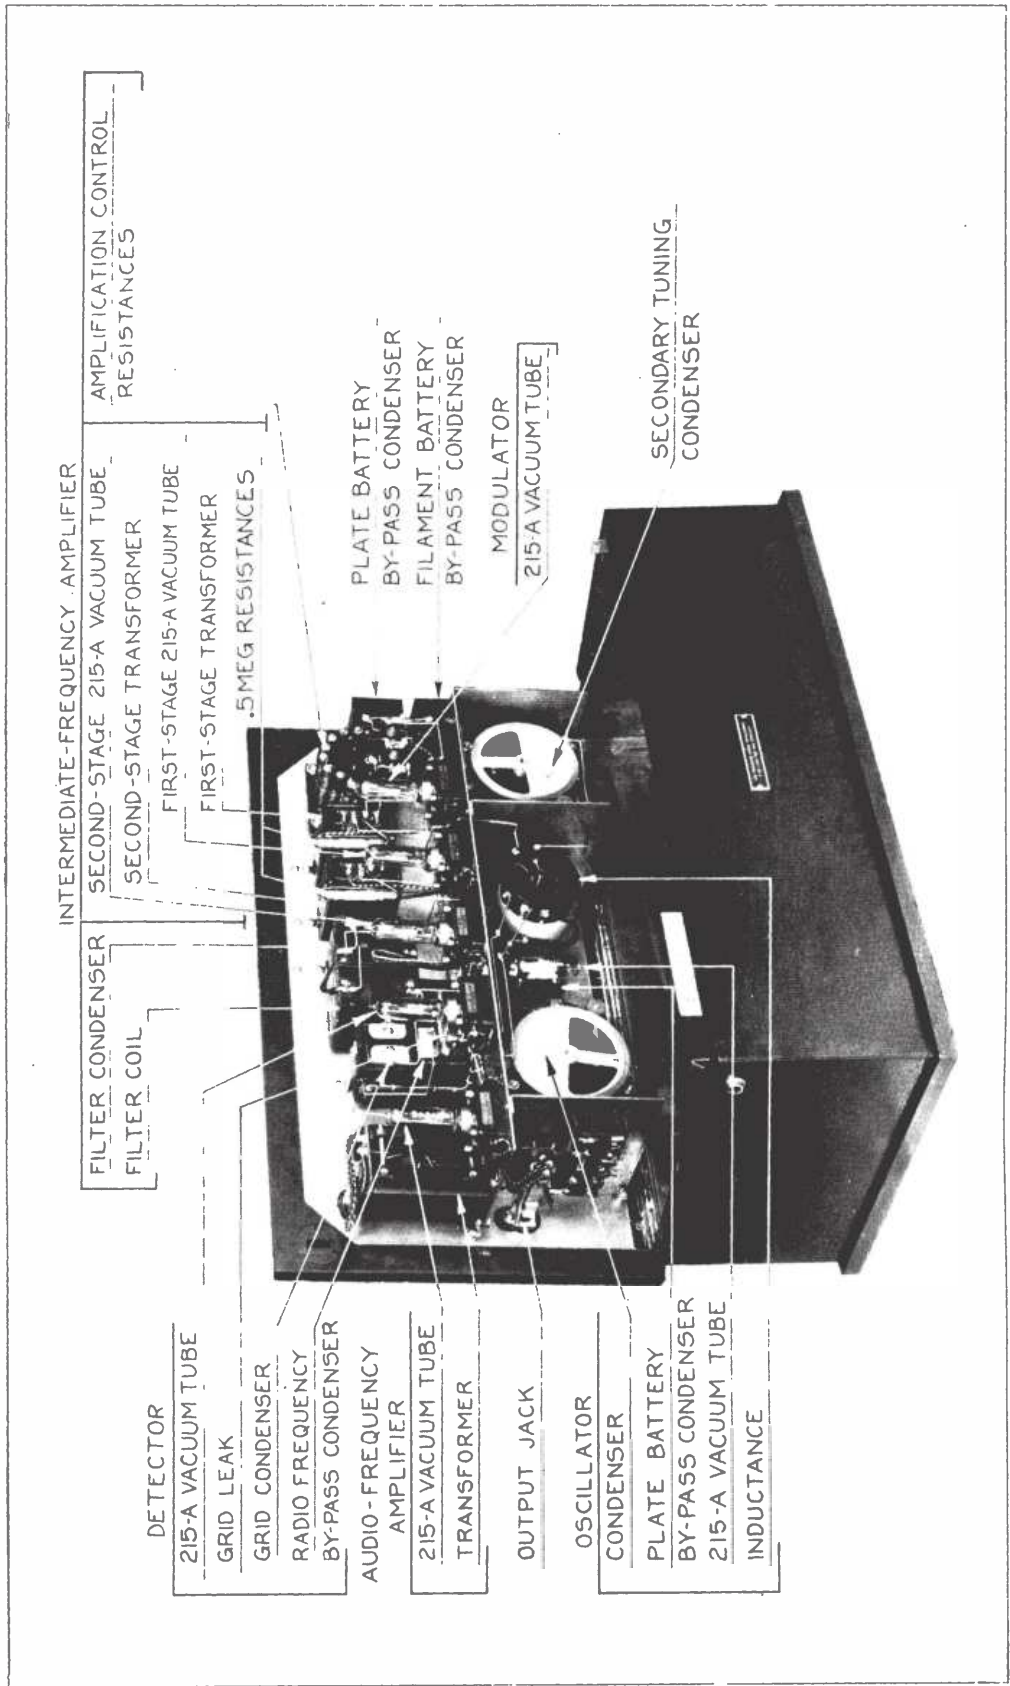 INTERMEDIATE-FREQUENCY AMPLIFIER
FILTER CONDENSER
FILTER COIL
SECOND-STAGE 215-A VACUUM TUBE
SECOND-STAGE TRANSFORMER
FIRST-STAGE 215-A VACUUM TUBE
FIRST-STAGE TRANSFORMER
.5 MEG RESISTANCES
AMPLIFICATION CONTROL
RESISTANCES
DETECTOR
215-A VACUUM TUBE
GRID LEAK
GRID CONDENSER
RADIO FREQUENCY
BY-PASS CONDENSER
AUDIO-FREQUENCY
AMPLIFIER
215-A VACUUM TUBE
TRANSFORMER
OUTPUT JACK
OSCILLATOR
CONDENSER
PLATE BATTERY
BY-PASS CONDENSER
215-A VACUUM TUBE
INDUCTANCE
PLATE BATTERY
BY-PASS CONDENSER
FILAMENT BATTERY
BY-PASS CONDENSER
MODULATOR
215-A VACUUM TUBE
SECONDARY TUNING
CONDENSER